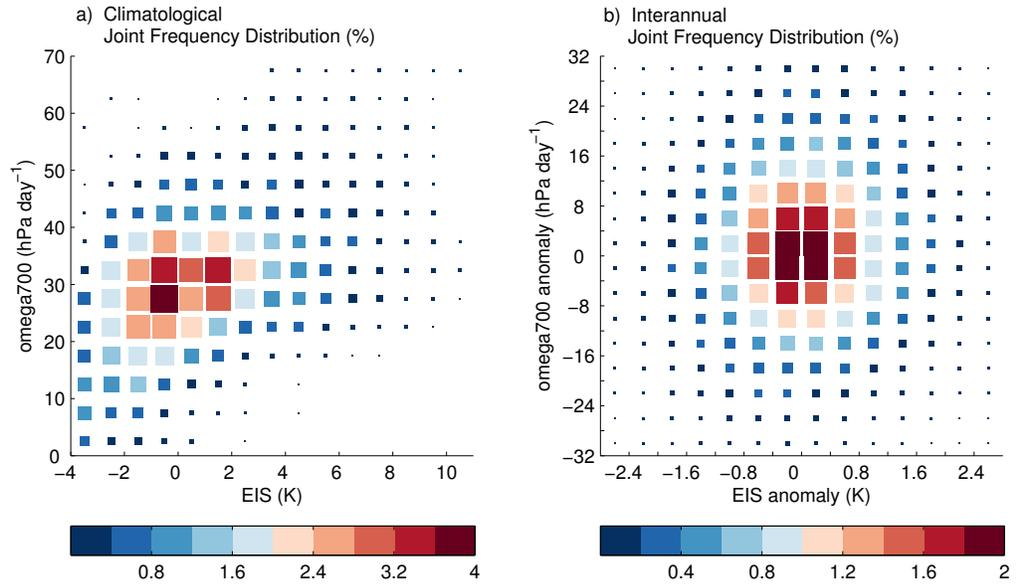 a) Climatological
Joint Frequency Distribution (%)
70
60
50
40
30
20
10
0
omega700 (hPa day⁻¹)
−4 −2 0 2 4 6 8 10
EIS (K)
0.8 1.6 2.4 3.2 4
b) Interannual
Joint Frequency Distribution (%)
32
24
16
8
0
−8
−16
−24
−32
omega700 anomaly (hPa day⁻¹)
−2.4 −1.6 −0.8 0 0.8 1.6 2.4
EIS anomaly (K)
0.4 0.8 1.2 1.6 2